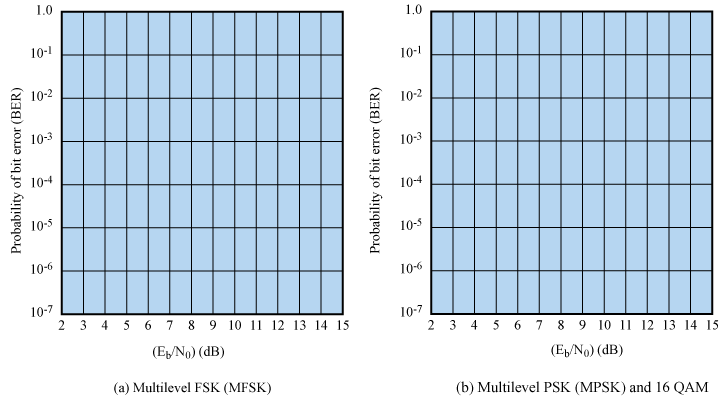 1.0
10-1
10-2
10-3
10-4
10-5
10-6
10-7
Probability of bit error (BER)
2 3 4 5 6 7 8 9 10 11 12 13 14 15
(Eb/N0) (dB)
(a) Multilevel FSK (MFSK)
1.0
10-1
10-2
10-3
10-4
10-5
10-6
10-7
Probability of bit error (BER)
2 3 4 5 6 7 8 9 10 11 12 13 14 15
(Eb/N0) (dB)
(b) Multilevel PSK (MPSK) and 16 QAM